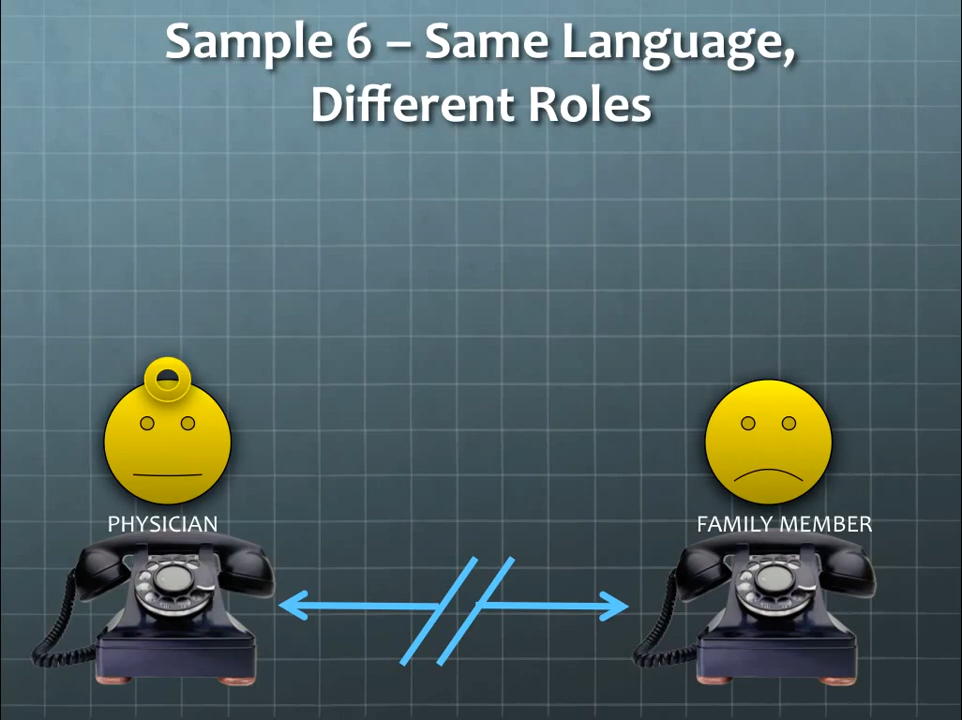 Sample 6 – Same Language,
Different Roles
PHYSICIAN
FAMILY MEMBER